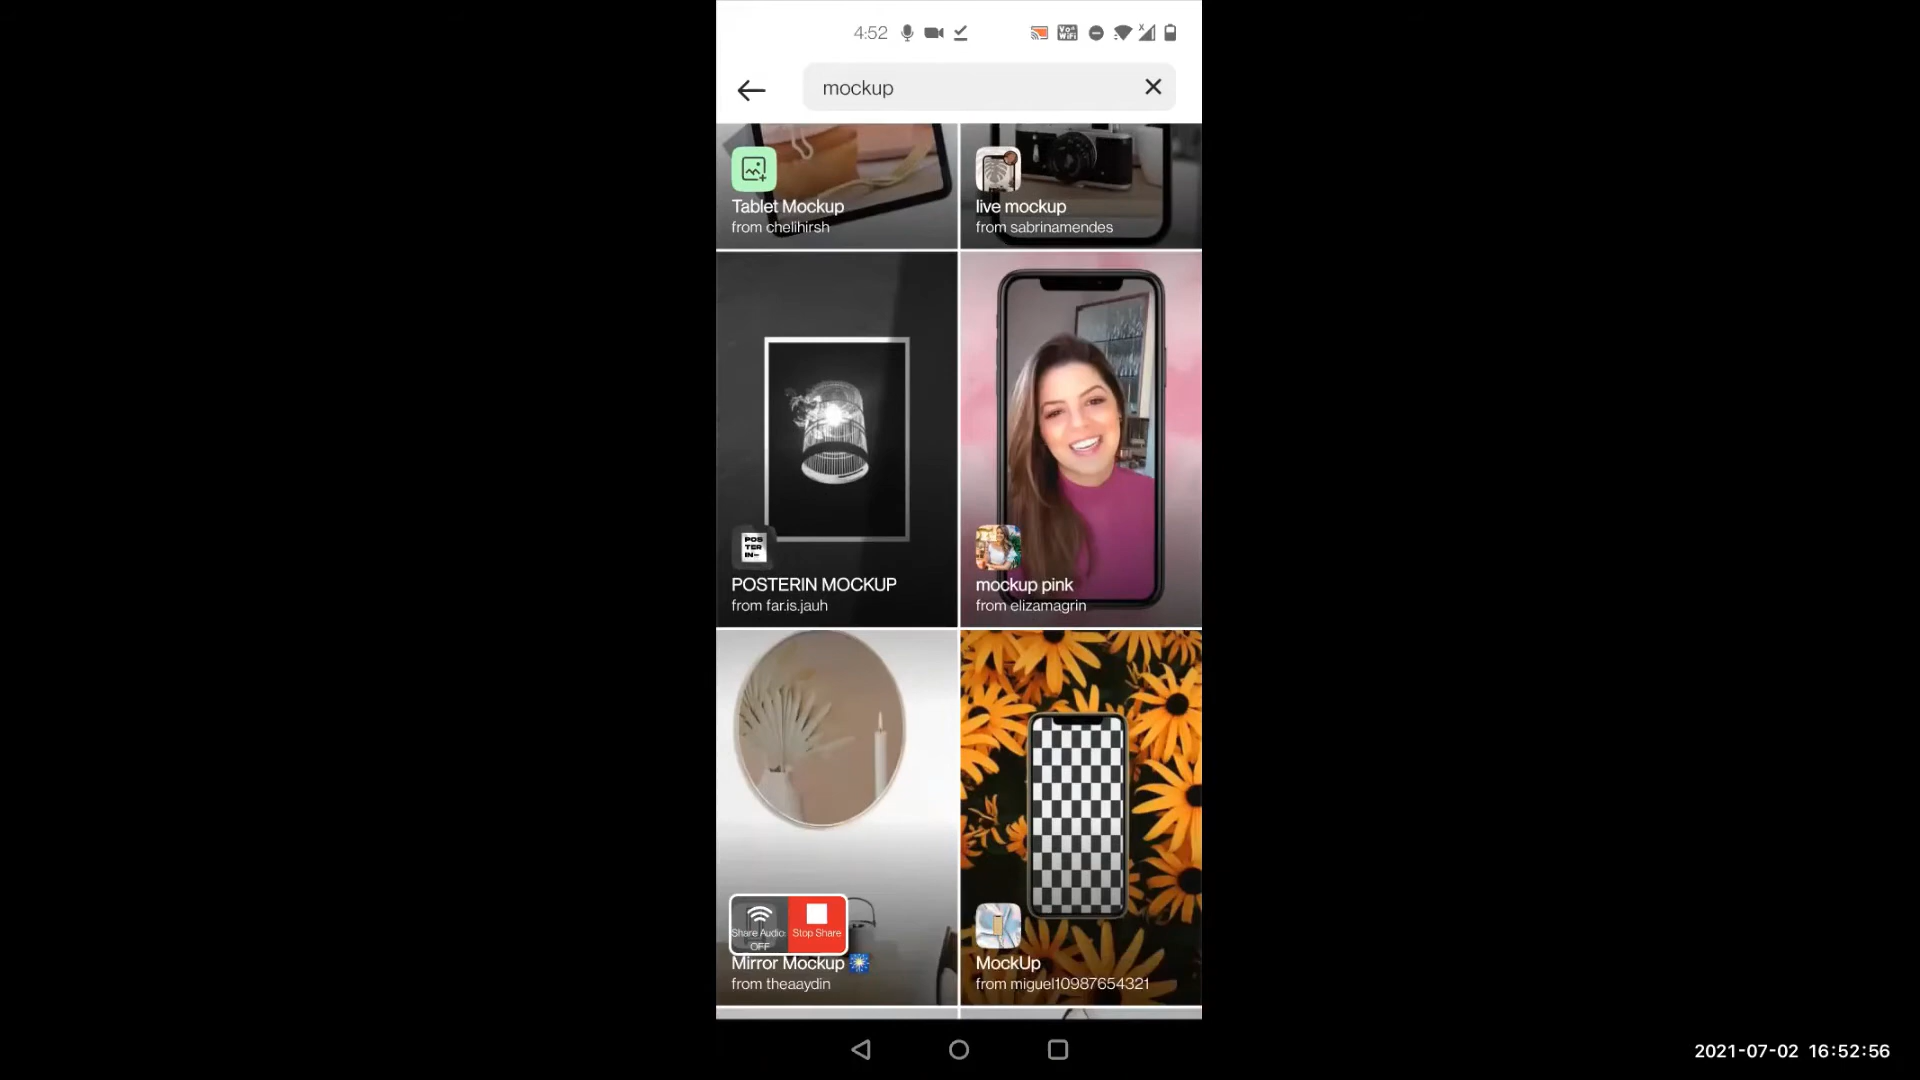 4:52
Vo
WiFi
X
mockup
Tablet Mockup
from chelihirsh
live mockup
from sabrinamendes
POS
TER
IN—
POSTERIN MOCKUP
from far.is.jauh
mockup pink
from elizamagrin
Share Audio:
OFF
Stop Share
Mirror Mockup
from theaaydin
MockUp
from miguel10987654321
2021-07-02 16:52:56